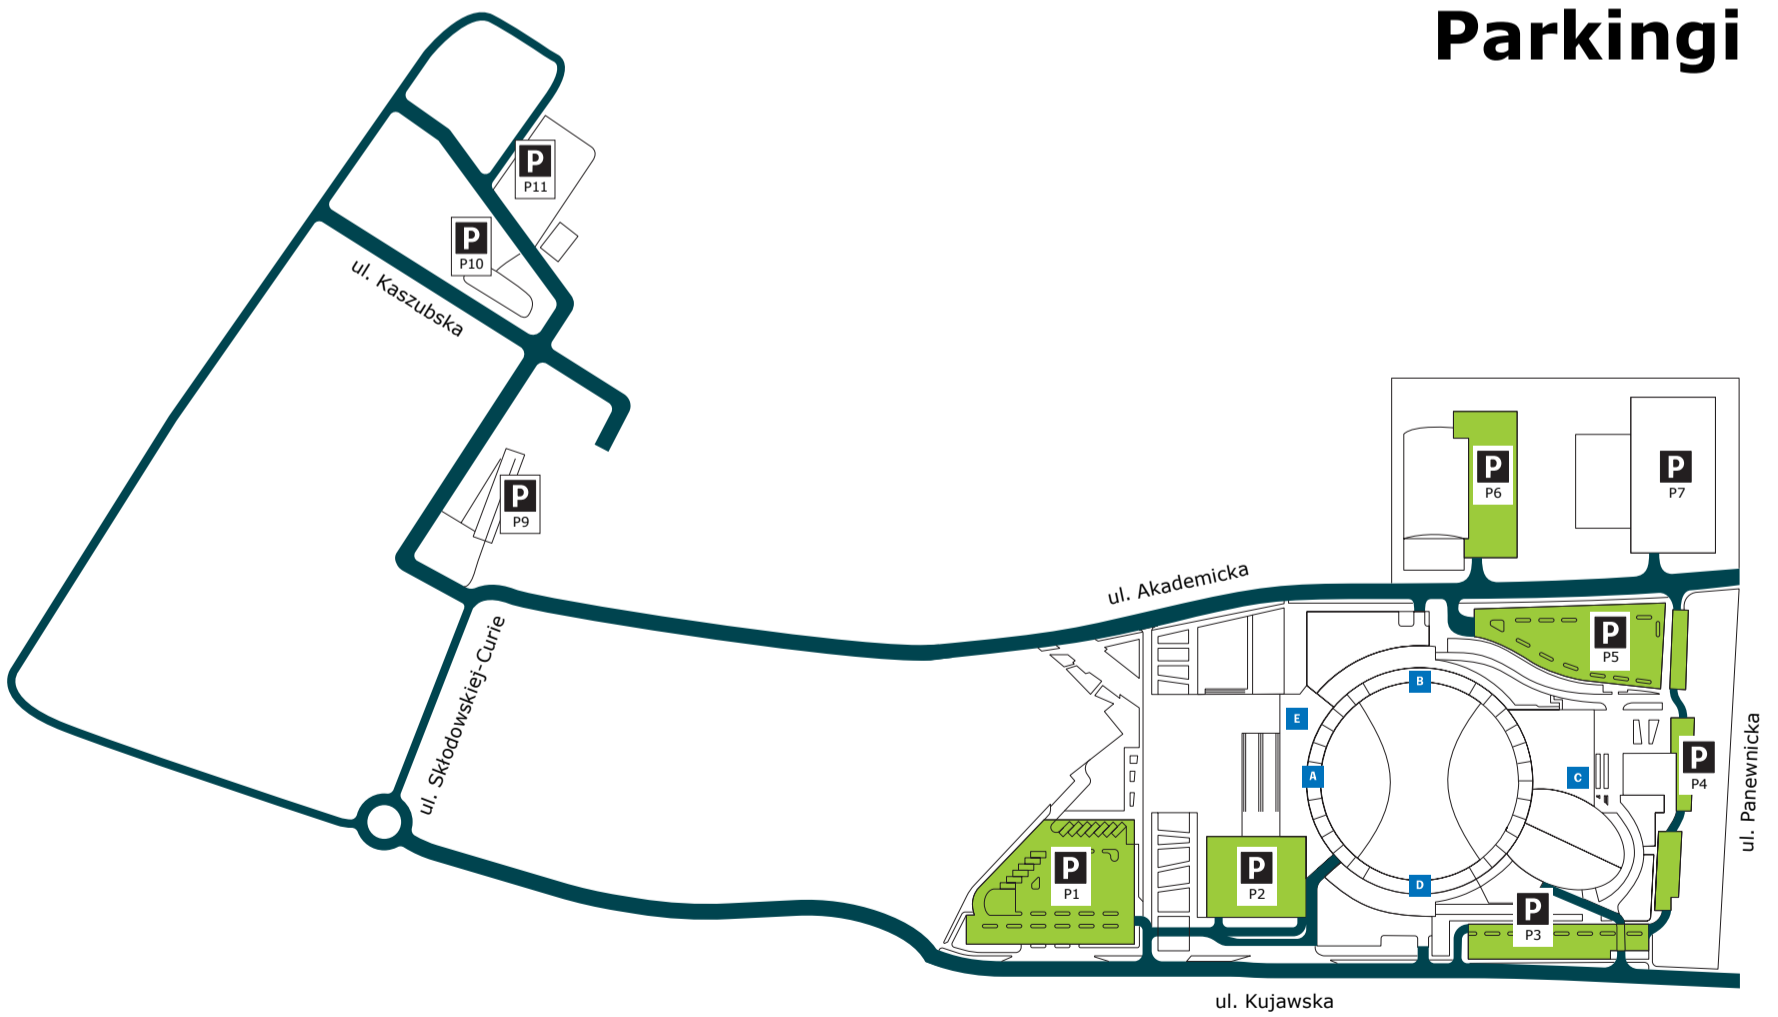 Parkingi
P
P11
P
P10
ul. Kaszubska
P
P9
P
P6
P
P7
ul. Akademicka
ul. Skłodowskiej-Curie
P
P5
B
E
A
C
P
P4
ul. Panewnicka
P
P1
P
P2
D
P
P3
ul. Kujawska